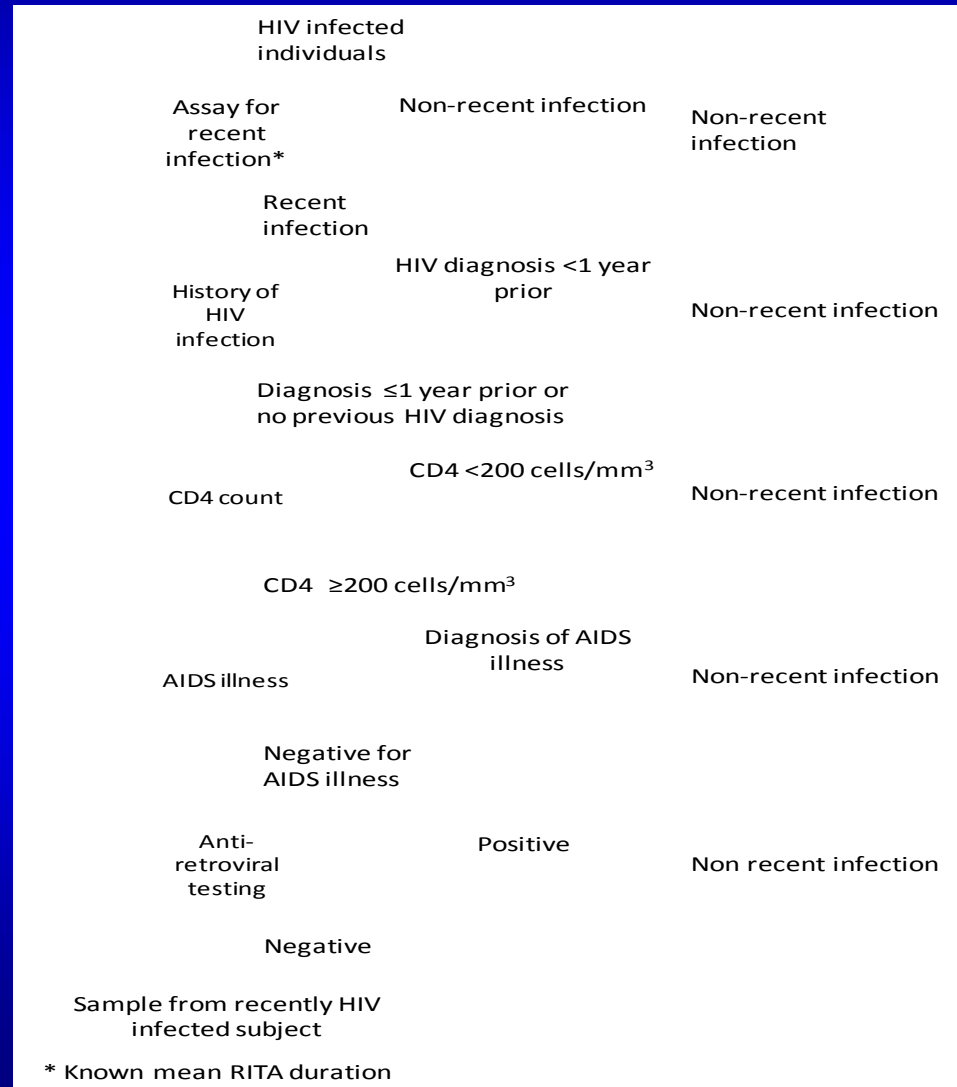 HIV infected
individuals
Assay for
recent
infection*
Non-recent infection
Non-recent
infection
Recent
infection
History of
HIV
infection
HIV diagnosis <1 year
prior
Non-recent infection
Diagnosis ≤1 year prior or
no previous HIV diagnosis
CD4 count
CD4 <200 cells/mm³
Non-recent infection
CD4 ≥200 cells/mm³
AIDS illness
Diagnosis of AIDS
illness
Non-recent infection
Negative for
AIDS illness
Anti-
retroviral
testing
Positive
Non recent infection
Negative
Sample from recently HIV
infected subject
* Known mean RITA duration